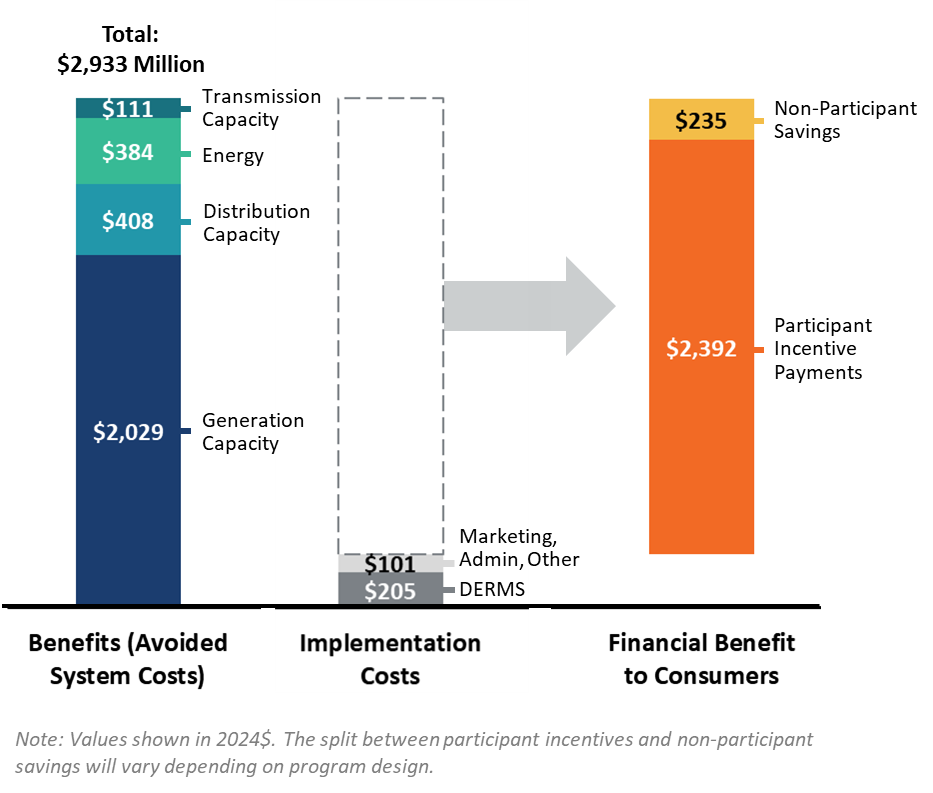 Total:
$2,933 Million
$111
Transmission
Capacity
$384
Energy
$408
Distribution
Capacity
$2,029
Generation
Capacity
$101
Marketing,
Admin, Other
$205
DERMS
$235
Non-Participant
Savings
$2,392
Participant
Incentive
Payments
Benefits (Avoided
System Costs)
Implementation
Costs
Financial Benefit
to Consumers
Note: Values shown in 2024$. The split between participant incentives and non-participant
savings will vary depending on program design.